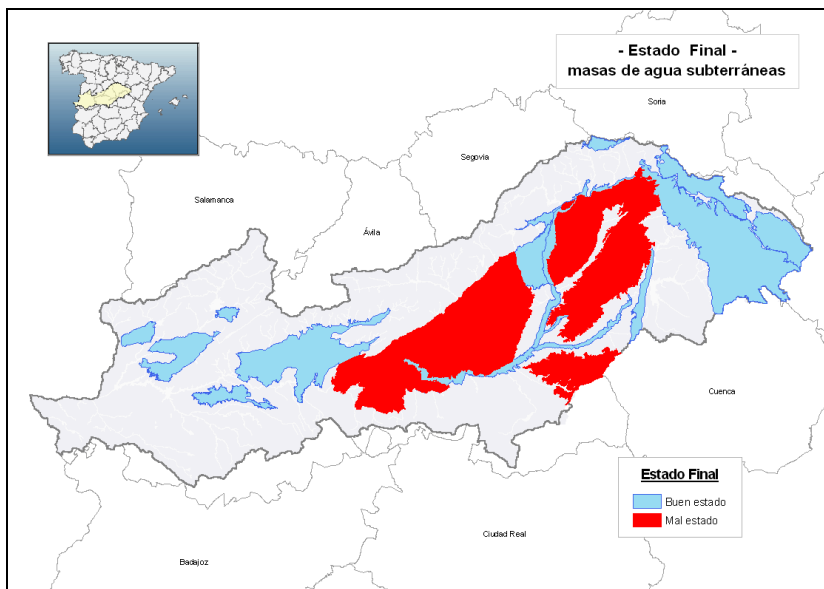 - Estado Final -
masas de agua subterráneas
Soria
Segovia
Salamanca
Ávila
Cuenca
Estado Final
Buen estado
Mal estado
Ciudad Real
Badajoz